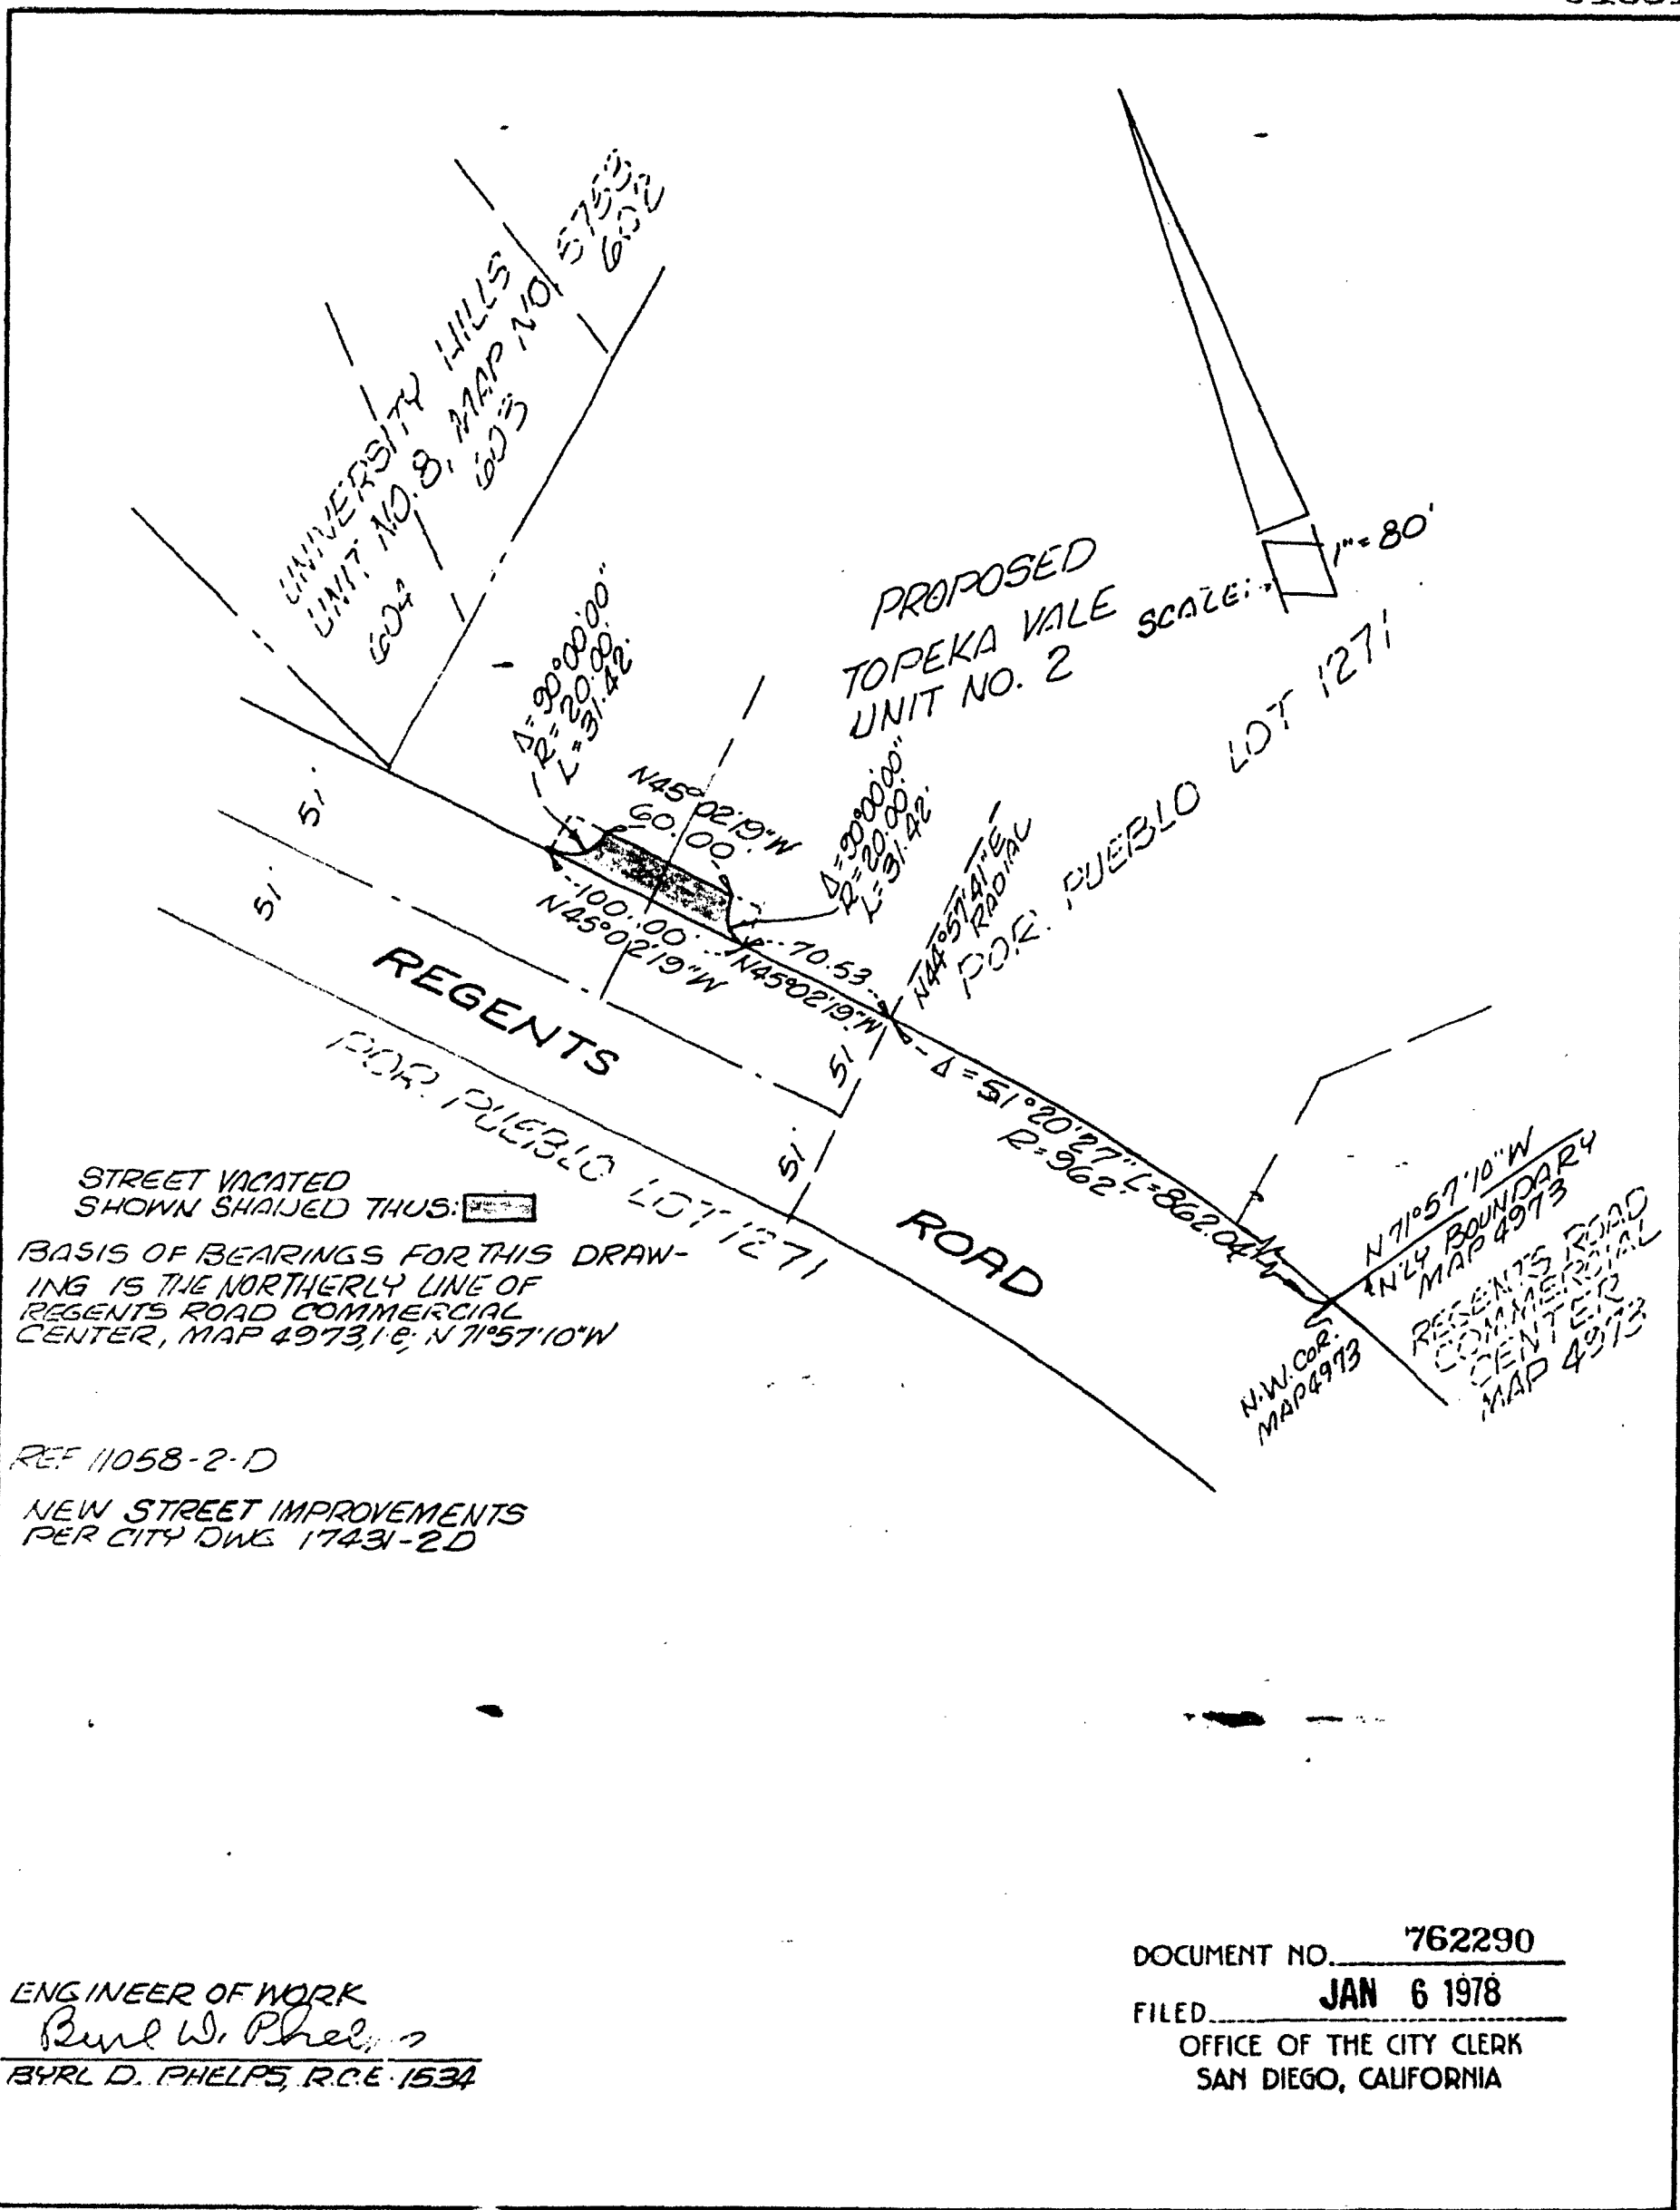 UNIVERSITY HILLS
UNIT NO. 8, MAP NO 5755
602
603
604
1"= 80'
SCALE:
PROPOSED
TOPEKA VALE
UNIT NO. 2
Δ=90°00'00"
R=20.00'
L=31.42'
N45°02'19"W
60.00'
Δ=90°00'00"
R=20.00'
L=31.42'
100.00'
N45°02'19"W
70.53
N45°02'19"W
N44°57'41"E
RADIAL
POR. PUEBLO LOT 1271
51'
51'
REGENTS
ROAD
POR. PUEBLO LOT 1271
51'
51'
Δ=51°20'27" L=862.04'
R=962'
N 71°57'10"W
N'LY BOUNDARY
MAP 4973
REGENTS ROAD
COMMERCIAL
CENTER
MAP 4973
N.W. COR.
MAP 4973
STREET VACATED
SHOWN SHADED THUS:
BASIS OF BEARINGS FOR THIS DRAW-
ING IS THE NORTHERLY LINE OF
REGENTS ROAD COMMERCIAL
CENTER, MAP 4973, i.e; N 71°57'10"W
REF 11058-2-D
NEW STREET IMPROVEMENTS
PER CITY DWG 17431-2D
ENGINEER OF WORK
BYRL D. PHELPS, R.C.E. 1534
DOCUMENT NO. 762290
FILED JAN 6 1978
OFFICE OF THE CITY CLERK
SAN DIEGO, CALIFORNIA